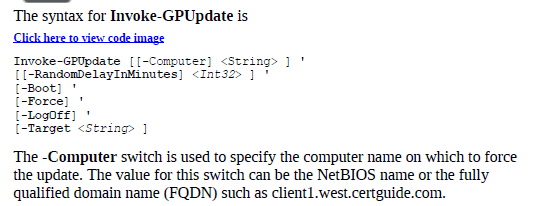 The syntax for Invoke-GPUpdate is
Click here to view code image
Invoke-GPUpdate [[-Computer] <String> ] '
[[-RandomDelayInMinutes] <Int32> ] '
[-Boot] '
[-Force] '
[-LogOff] '
[-Target <String> ]
The -Computer switch is used to specify the computer name on which to force
the update. The value for this switch can be the NetBIOS name or the fully
qualified domain name (FQDN) such as client1.west.certguide.com.